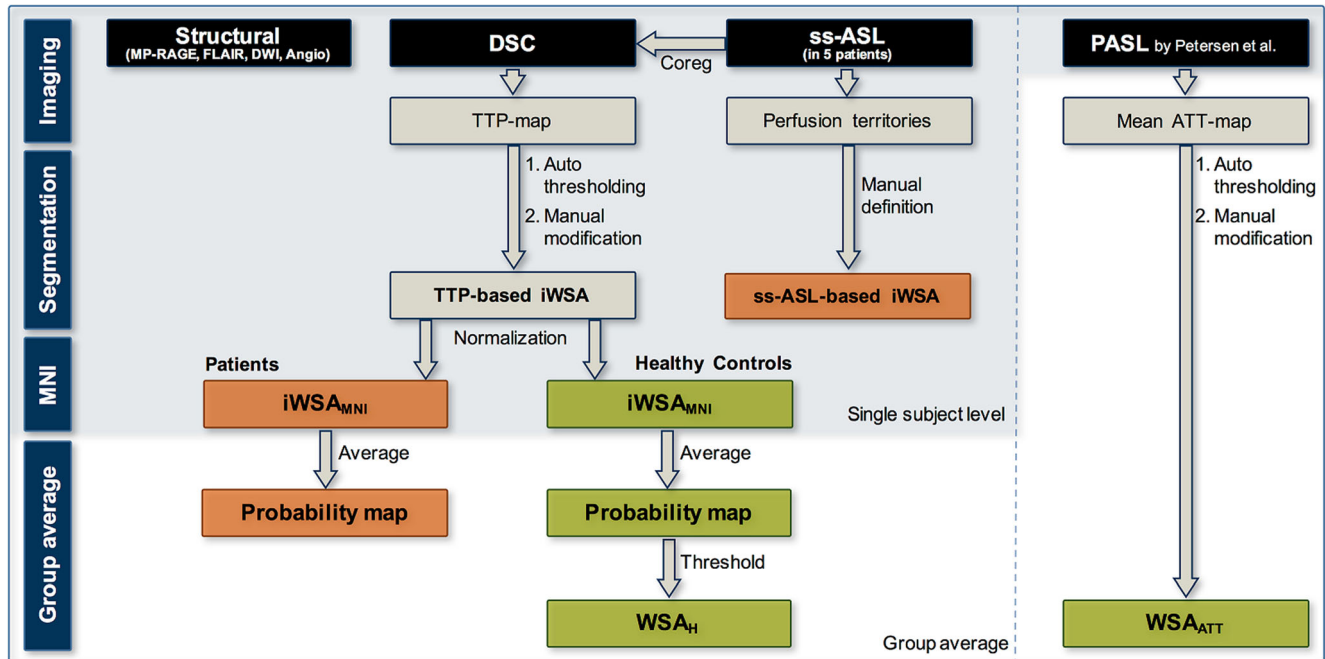 Imaging
Structural
(MP-RAGE, FLAIR, DWI, Angio)
DSC
Coreg
ss-ASL
(in 5 patients)
PASL by Petersen et al.
TTP-map
Perfusion territories
Mean ATT-map
Segmentation
1. Auto
thresholding
2. Manual
modification
Manual
definition
1. Auto
thresholding
2. Manual
modification
TTP-based iWSA
ss-ASL-based iWSA
Normalization
MNI
Patients
Healthy Controls
iWSAMNI
iWSAMNI
Single subject level
Group average
Average
Average
Probability map
Probability map
Threshold
WSAH
WSAATT
Group average